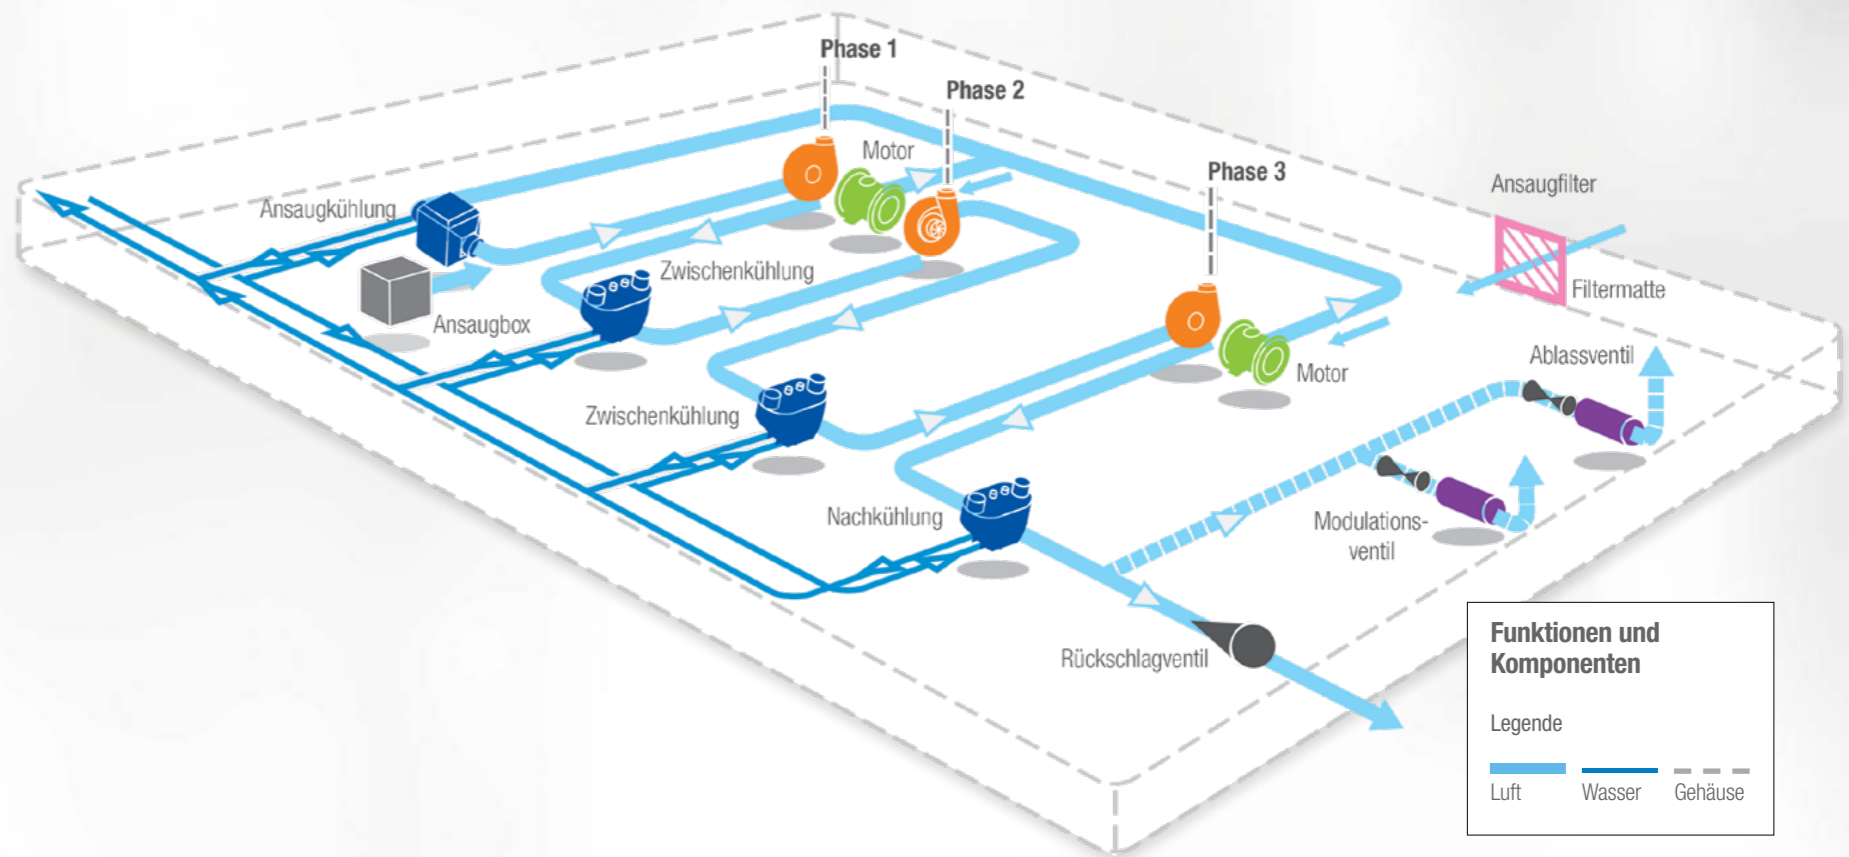 Phase 1
Phase 2
Motor
Phase 3
Ansaugfilter
Ansaugkühlung
Zwischenkühlung
Filtermatte
Ansaugbox
Ablassventil
Motor
Zwischenkühlung
Nachkühlung
Modulations-
ventil
Rückschlagventil
Funktionen und
Komponenten
Legende
Luft Wasser Gehäuse